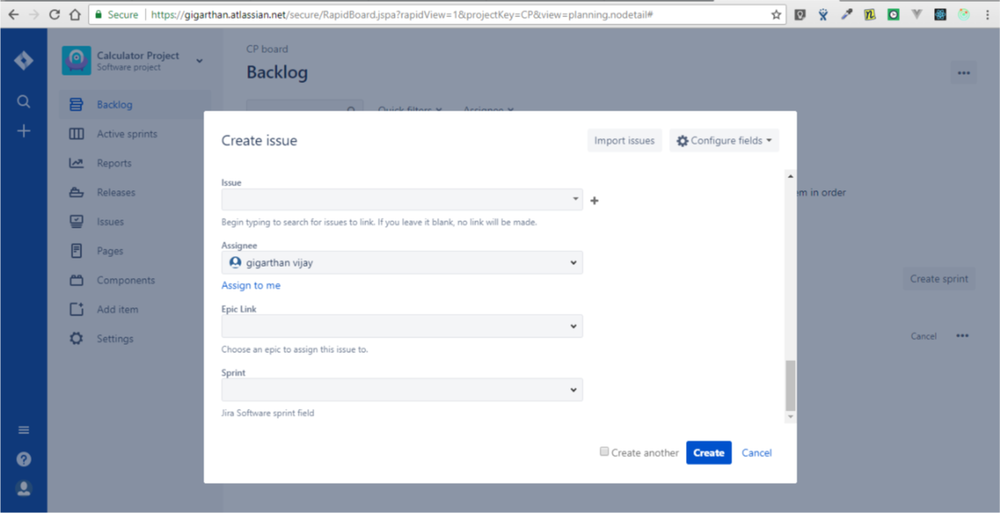 Secure https://gigarthan.atlassian.net/secure/RapidBoard.jspa?rapidView=1&projectKey=CP&view=planning.nodetail#
Calculator Project
Software project
Backlog
Active sprints
Reports
Releases
Issues
Pages
Components
Add item
Settings
CP board
Backlog
Quick filters
Assignee
Create issue
Import issues
Configure fields
Issue
Begin typing to search for issues to link. If you leave it blank, no link will be made.
Assignee
gigarthan vijay
Assign to me
Epic Link
Choose an epic to assign this issue to.
Sprint
Jira Software sprint field
Create another
Create
Cancel
in order
Create sprint
Cancel